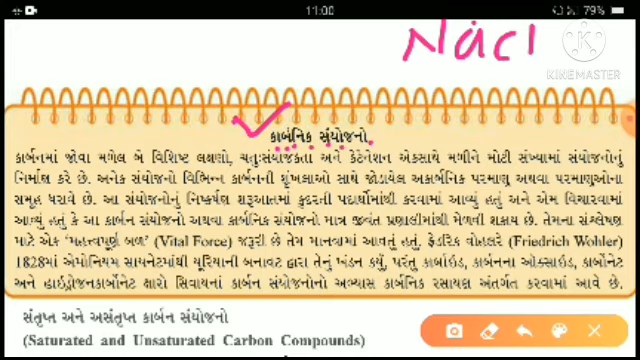 11:00
79%
Nacl
KINEMASTER
કાર્બનિક સંયોજનો
કાર્બનમાં જોવા મળેલ બે વિશિષ્ટ લક્ષણો, ચતુઃસંયોજકતા અને કેટેનેશન એકસાથે મળીને મોટી સંખ્યામાં સંયોજનોનું
નિર્માણ કરે છે. અનેક સંયોજનો વિભિન્ન કાર્બનની શૃંખલાઓ સાથે જોડાયેલ અકાર્બનિક પરમાણુ અથવા પરમાણુઓના
સમૂહ ધરાવે છે. આ સંયોજનોનું નિષ્કર્ષણ શરૂઆતમાં કુદરતી પદાર્થોમાંથી કરવામાં આવ્યું હતું અને એમ વિચારવામાં
આવ્યું હતું કે આ કાર્બન સંયોજનો અથવા કાર્બનિક સંયોજનો માત્ર જીવંત પ્રણાલીમાંથી મેળવી શકાય છે. તેમના સંશ્લેષણ
માટે એક ‘મહત્ત્વપૂર્ણ બળ’ (Vital Force) જરૂરી છે તેમ માનવામાં આવતું હતું. ફ્રેડરિક વોહલરે (Friedrich Wohler)
1828માં એમોનિયમ સાયનેટમાંથી યૂરિયાની બનાવટ દ્વારા તેનું ખંડન કર્યું, પરંતુ કાર્બાઇડ, કાર્બનના ઓક્સાઇડ, કાર્બોનેટ
અને હાઇડ્રોજનકાર્બોનેટ ક્ષારો સિવાયનાં કાર્બન સંયોજનોનો અભ્યાસ કાર્બનિક રસાયણ અંતર્ગત કરવામાં આવે છે.
સંતૃપ્ત અને અસંતૃપ્ત કાર્બન સંયોજનો
(Saturated and Unsaturated Carbon Compounds)